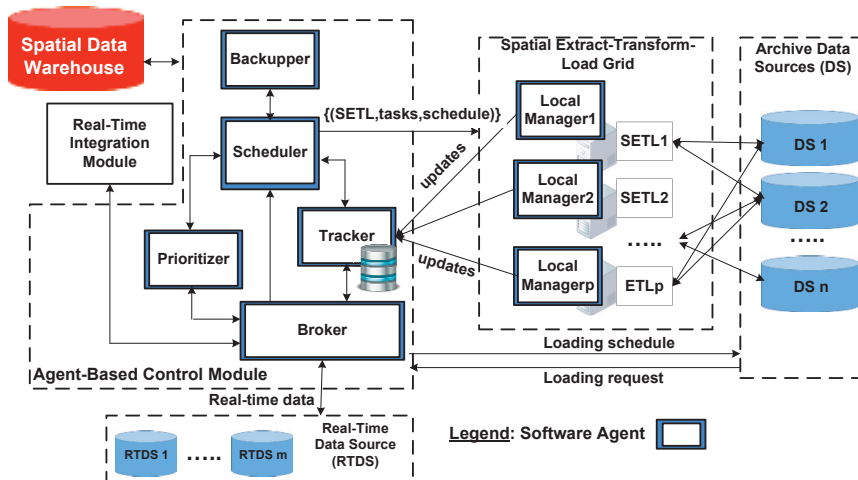 Spatial Data
Warehouse
Backupper
Spatial Extract-Transform-
Load Grid
Archive Data
Sources (DS)
{(SETL,tasks,schedule)}
Real-Time
Integration
Module
Scheduler
Local
Manager1
SETL1
DS 1
updates
Local
Manager2
SETL2
DS 2
.....
.....
Tracker
Prioritizer
updates
Local
Managerp
ETLp
DS n
Broker
Loading schedule
Agent-Based Control Module
Loading request
Real-time data
Real-Time
Data Source
(RTDS)
RTDS 1
.....
RTDS m
Legend: Software Agent